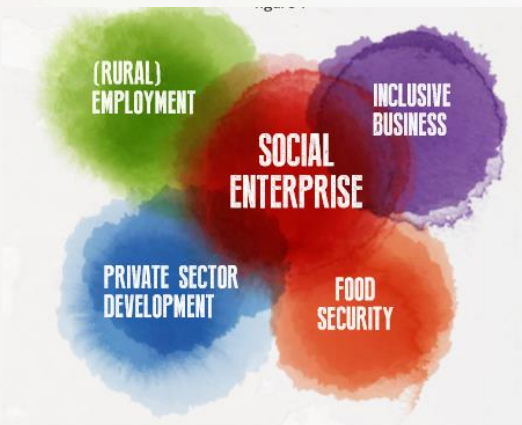 (RURAL)
EMPLOYMENT
INCLUSIVE
BUSINESS
SOCIAL
ENTERPRISE
PRIVATE SECTOR
DEVELOPMENT
FOOD
SECURITY